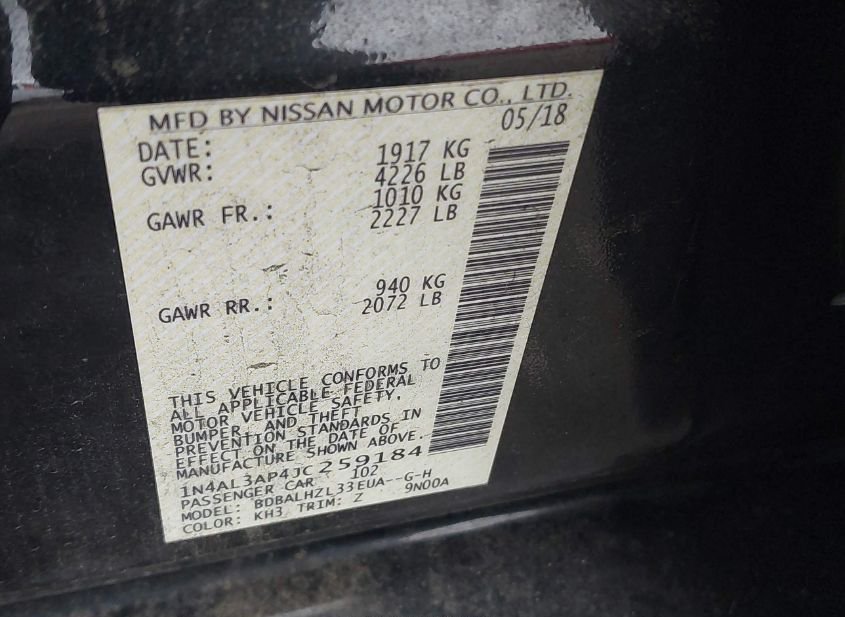 MFD BY NISSAN MOTOR CO., LTD.
DATE: 05/18
GVWR: 1917 KG
4226 LB
GAWR FR.: 1010 KG
2227 LB
GAWR RR.: 940 KG
2072 LB
THIS VEHICLE CONFORMS TO
ALL APPLICABLE FEDERAL
MOTOR VEHICLE SAFETY,
BUMPER, AND THEFT
PREVENTION STANDARDS IN
EFFECT ON THE DATE OF
MANUFACTURE SHOWN ABOVE.
1N4AL3AP4JC259184
PASSENGER CAR 102
MODEL: BDBALHZL33EUA--G-H
COLOR: KH3 TRIM: Z 9N00A